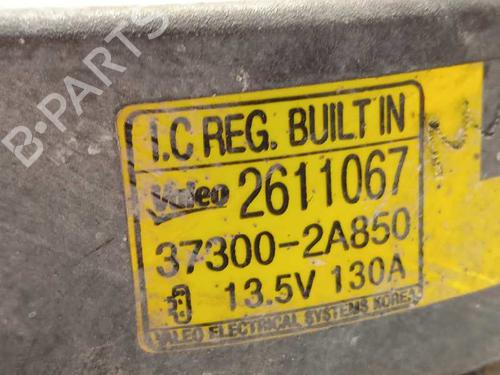 I.C REG. BUILT IN
Valeo 2611067
37300-2A850
13.5V 130A
VALEO ELECTRICAL SYSTEMS KOREA
B-PARTS